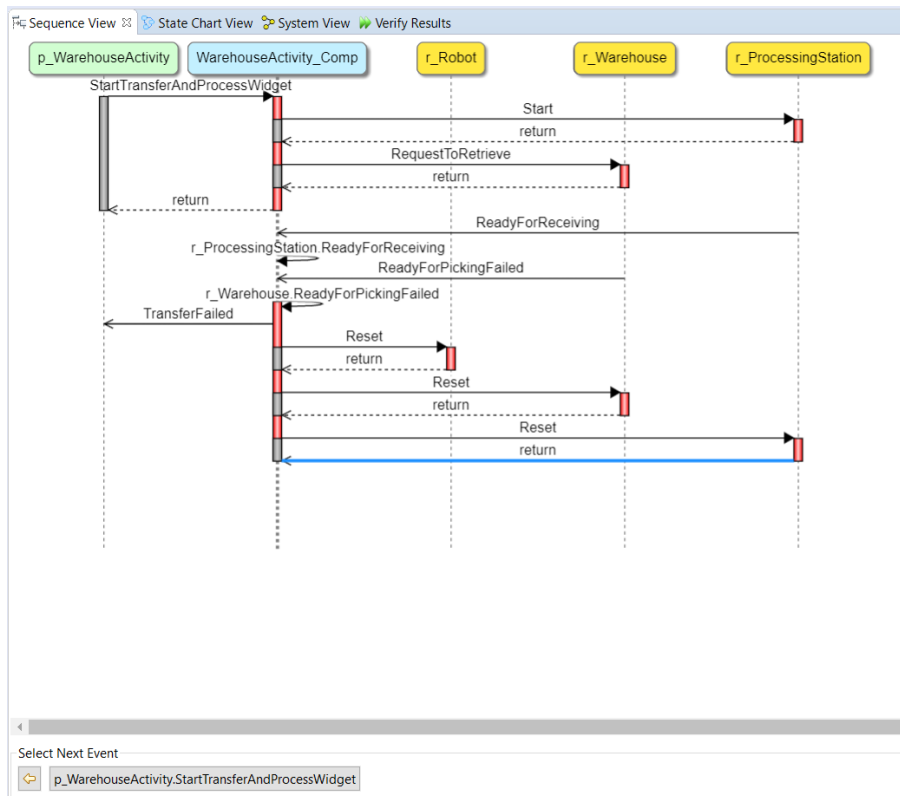 Sequence View State Chart View System View Verify Results
p_WarehouseActivity WarehouseActivity_Comp r_Robot r_Warehouse r_ProcessingStation
StartTransferAndProcessWidget
Start
return
RequestToRetrieve
return
return
ReadyForReceiving
r_ProcessingStation.ReadyForReceiving
ReadyForPickingFailed
r_Warehouse.ReadyForPickingFailed
TransferFailed
Reset
return
Reset
return
Reset
return
Select Next Event
p_WarehouseActivity.StartTransferAndProcessWidget